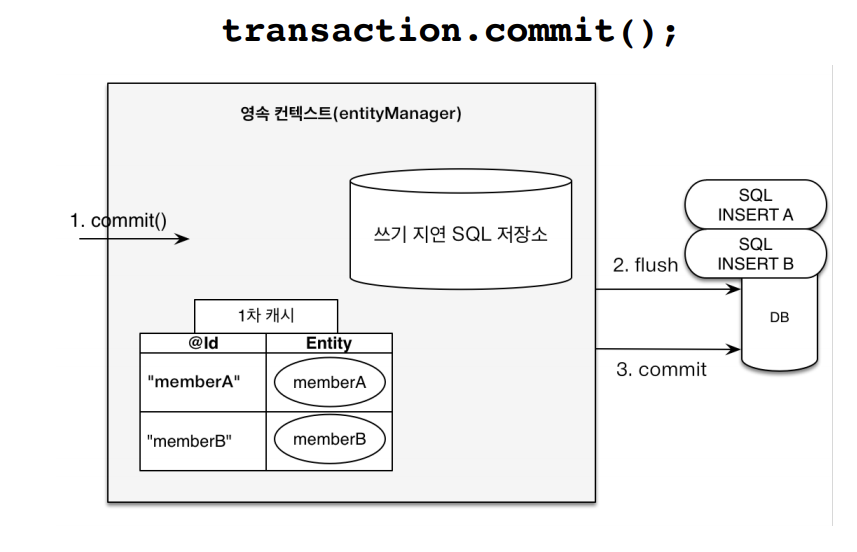 transaction.commit();
영속 컨텍스트(entityManager)
1. commit()
쓰기 지연 SQL 저장소
SQL
INSERT A
SQL
INSERT B
2. flush
DB
3. commit
1차 캐시
@Id Entity
"memberA" memberA
"memberB" memberB